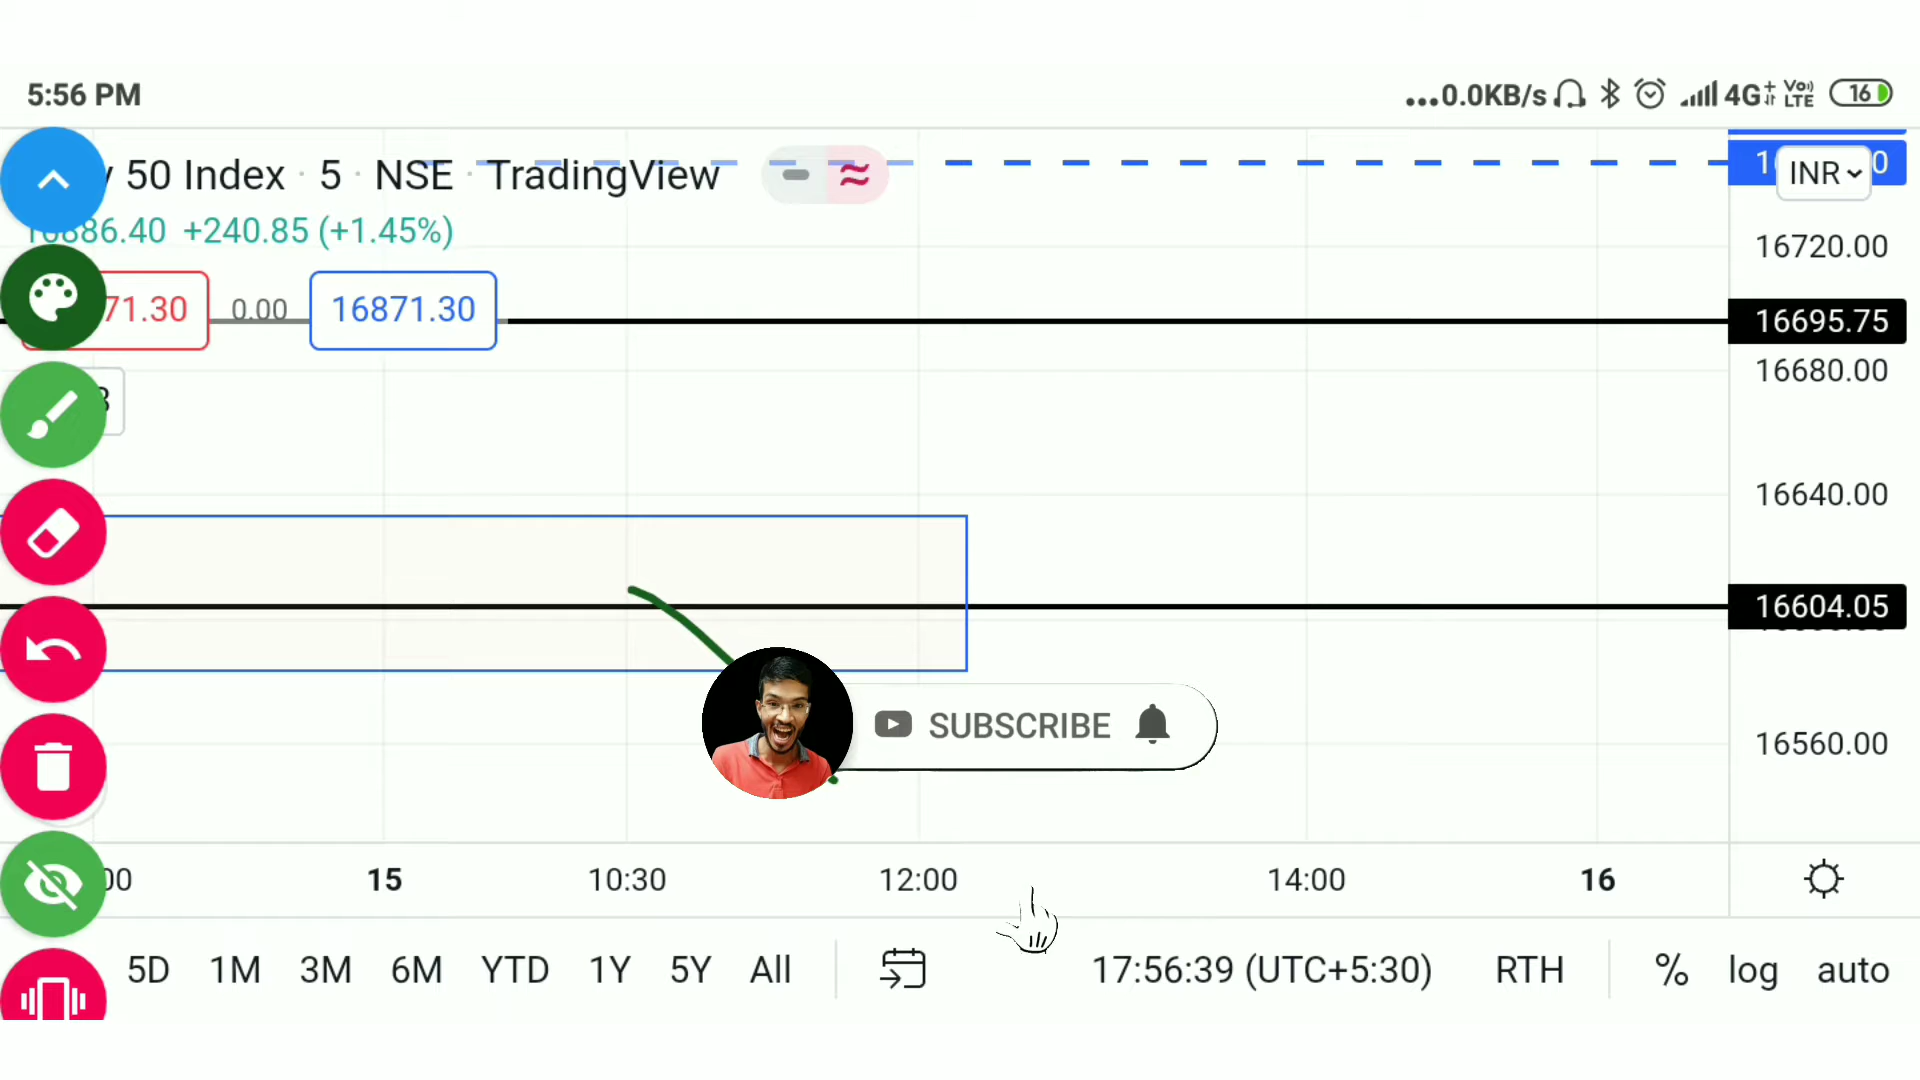 5:56 PM
...0.0KB/s 4G+ Vo)) LTE 16
50 Index · 5 · NSE · TradingView
INR
16886.40 +240.85 (+1.45%)
16720.00
71.30 0.00 16871.30
16695.75
16680.00
16640.00
16604.05
SUBSCRIBE
16560.00
15 10:30 12:00 14:00 16
5D 1M 3M 6M YTD 1Y 5Y All 17:56:39 (UTC+5:30) RTH % log auto